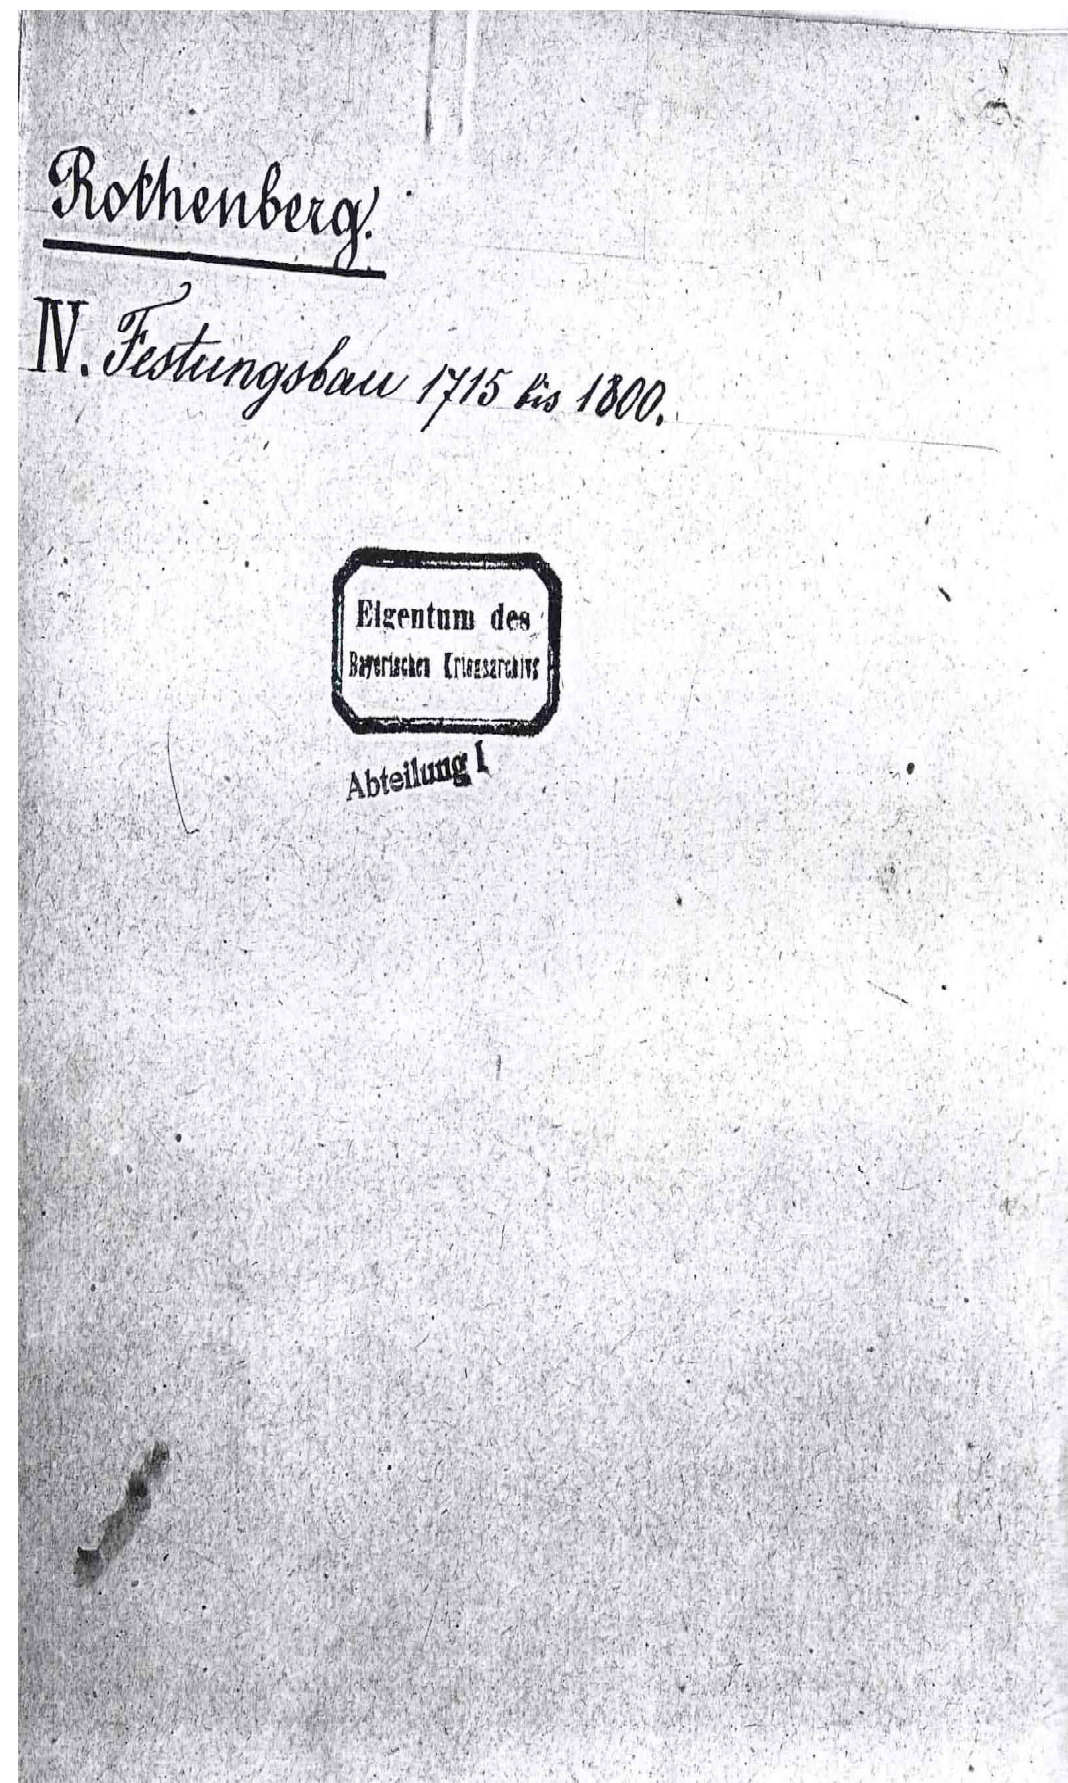 Rothenberg.
IV. Festungsbau 1715 bis 1800.
Eigentum des
Bayerischen Kriegsarchivs
Abteilung I